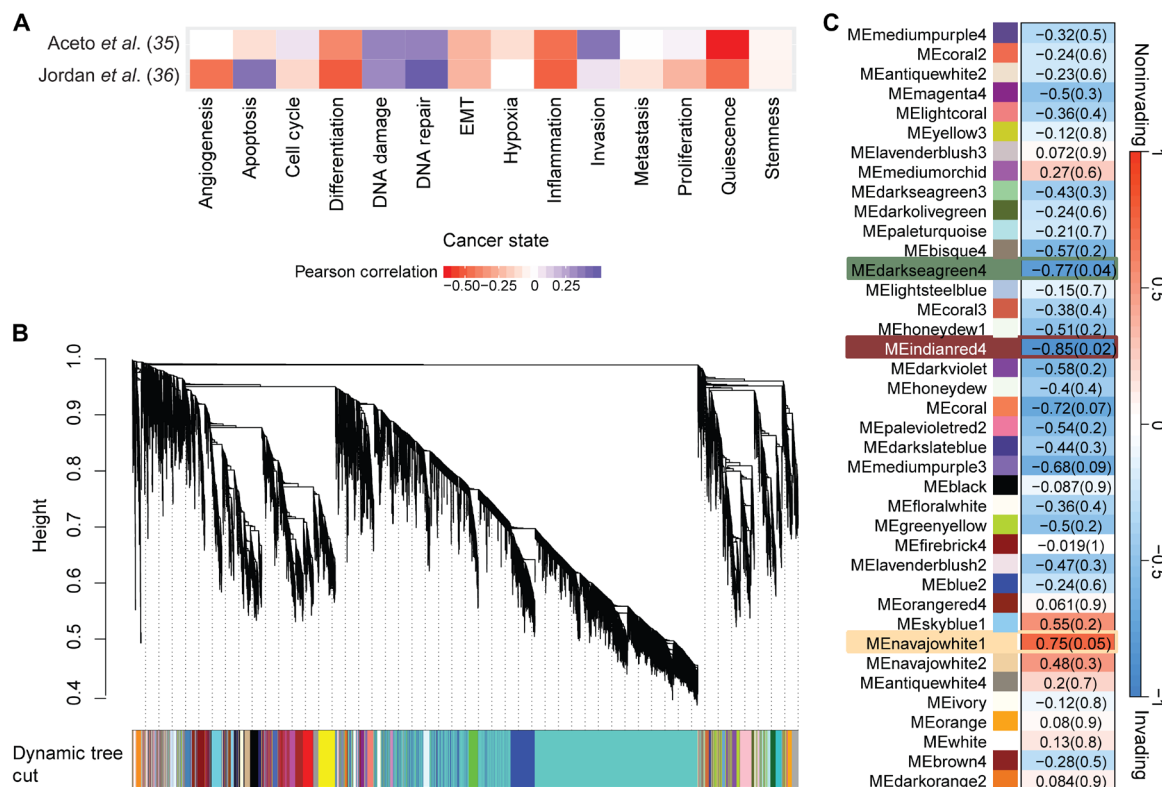 A
Aceto et al. (35)
Jordan et al. (36)
Angiogenesis
Apoptosis
Cell cycle
Differentiation
DNA damage
DNA repair
EMT
Hypoxia
Inflammation
Invasion
Metastasis
Proliferation
Quiescence
Stemness
Cancer state
Pearson correlation
−0.50 −0.25 0 0.25
B
Height
1.0
0.9
0.8
0.7
0.6
0.5
0.4
Dynamic tree
cut
C
MEmediumpurple4 −0.32(0.5)
MEcoral2 −0.24(0.6)
MEantiquewhite2 −0.23(0.6)
MEmagenta4 −0.5(0.3)
MElightcoral −0.36(0.4)
MEyellow3 −0.12(0.8)
MElavenderblush3 0.072(0.9)
MEmediumorchid 0.27(0.6)
MEdarkseagreen3 −0.43(0.3)
MEdarkolivegreen −0.24(0.6)
MEpaleturquoise −0.21(0.7)
MEbisque4 −0.57(0.2)
MEdarkseagreen4 −0.77(0.04)
MElightsteelblue −0.15(0.7)
MEcoral3 −0.38(0.4)
MEhoneydew1 −0.51(0.2)
MEindianred4 −0.85(0.02)
MEdarkviolet −0.58(0.2)
MEhoneydew −0.4(0.4)
MEcoral −0.72(0.07)
MEpalevioletred2 −0.54(0.2)
MEdarkslateblue −0.44(0.3)
MEmediumpurple3 −0.68(0.09)
MEblack −0.087(0.9)
MEfloralwhite −0.36(0.4)
MEgreenyellow −0.5(0.2)
MEfirebrick4 −0.019(1)
MElavenderblush2 −0.47(0.3)
MEblue2 −0.24(0.6)
MEorangered4 0.061(0.9)
MEskyblue1 0.55(0.2)
MEnavajowhite1 0.75(0.05)
MEnavajowhite2 0.48(0.3)
MEantiquewhite4 0.2(0.7)
MEivory −0.12(0.8)
MEorange 0.08(0.9)
MEwhite 0.13(0.8)
MEbrown4 −0.28(0.5)
MEdarkorange2 0.084(0.9)
Noninvading
1
0.5
0
−0.5
−1
Invading